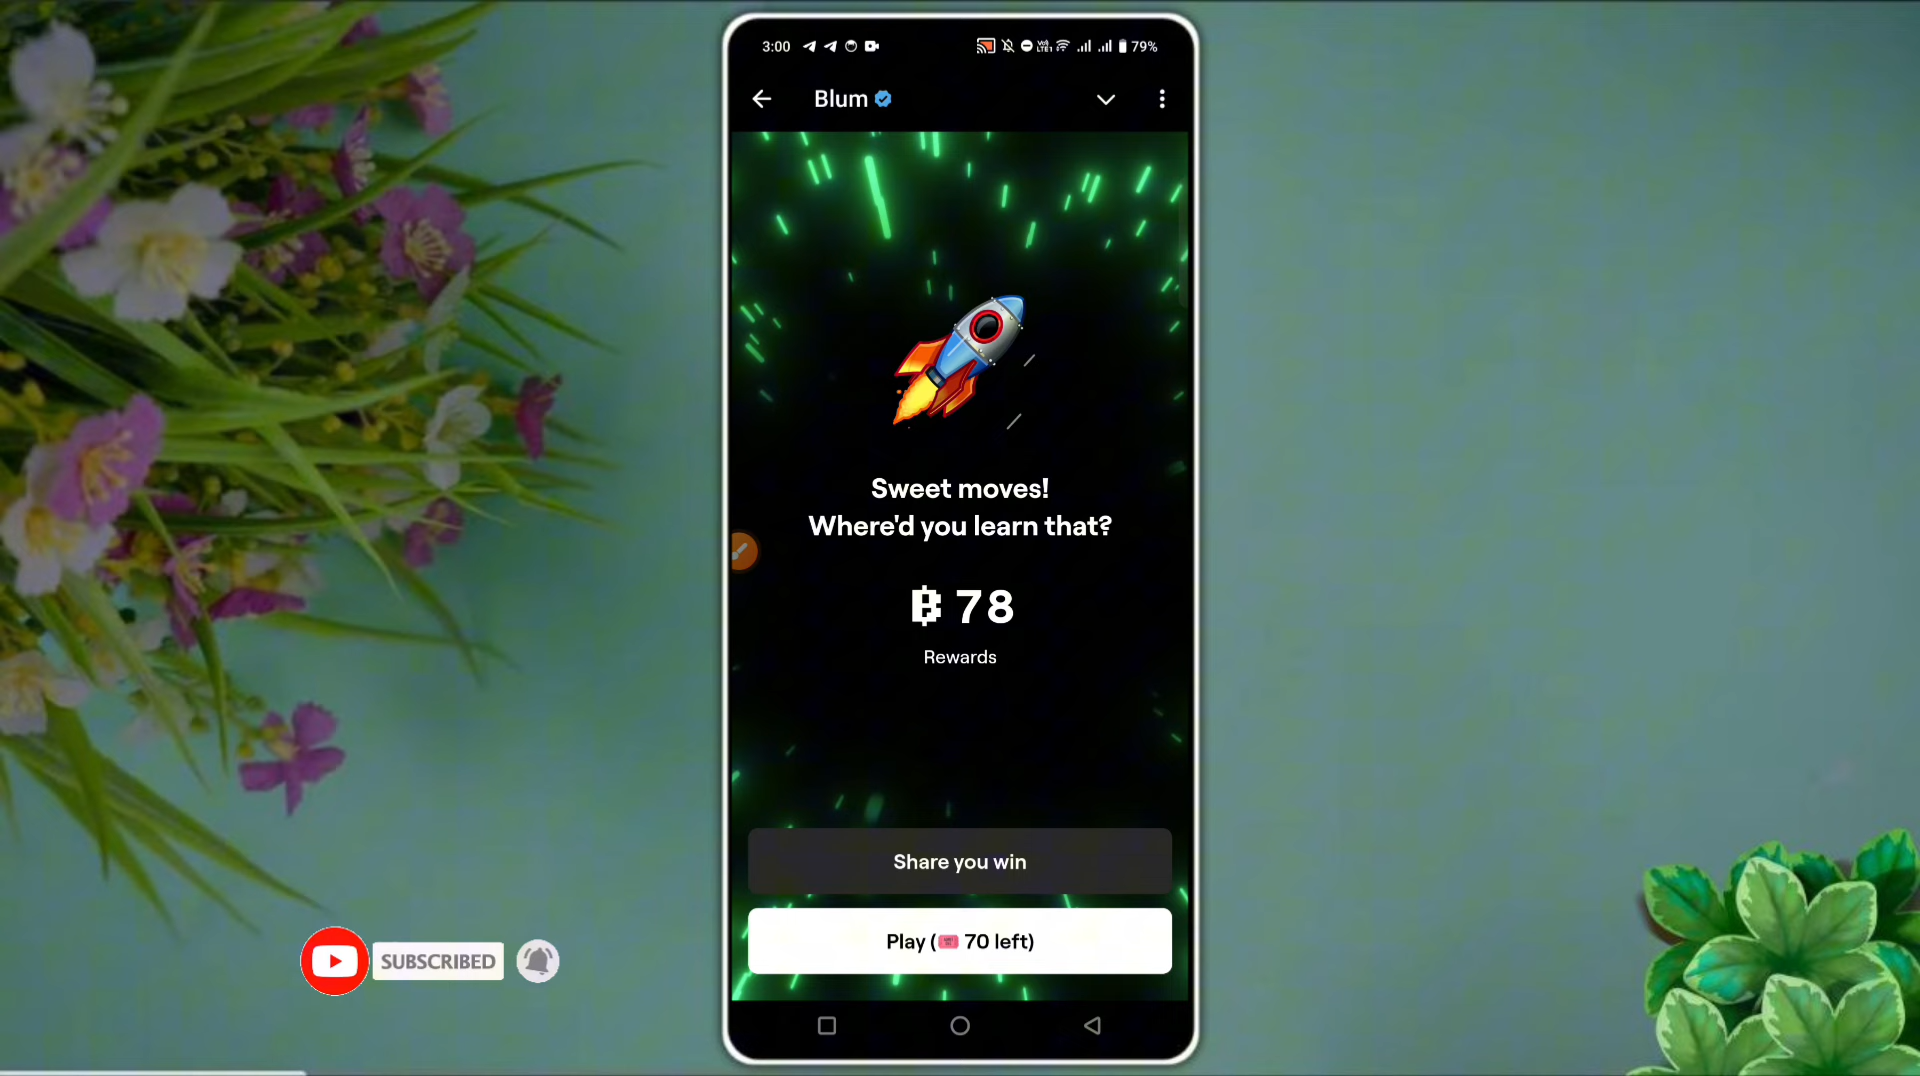 3:00
79%
Blum
Sweet moves!
Where'd you learn that?
78
Rewards
Share you win
Play ( 70 left)
SUBSCRIBED